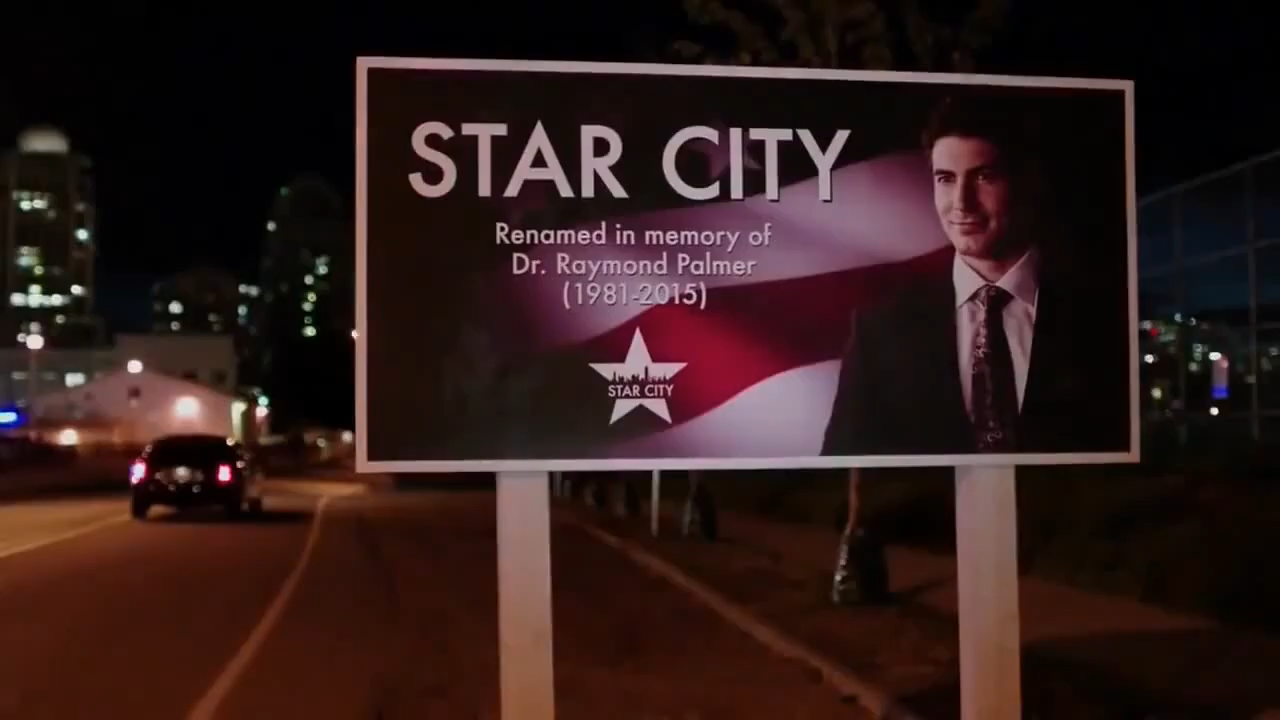 STAR CITY
Renamed in memory of
Dr. Raymond Palmer
(1981-2015)
STAR CITY